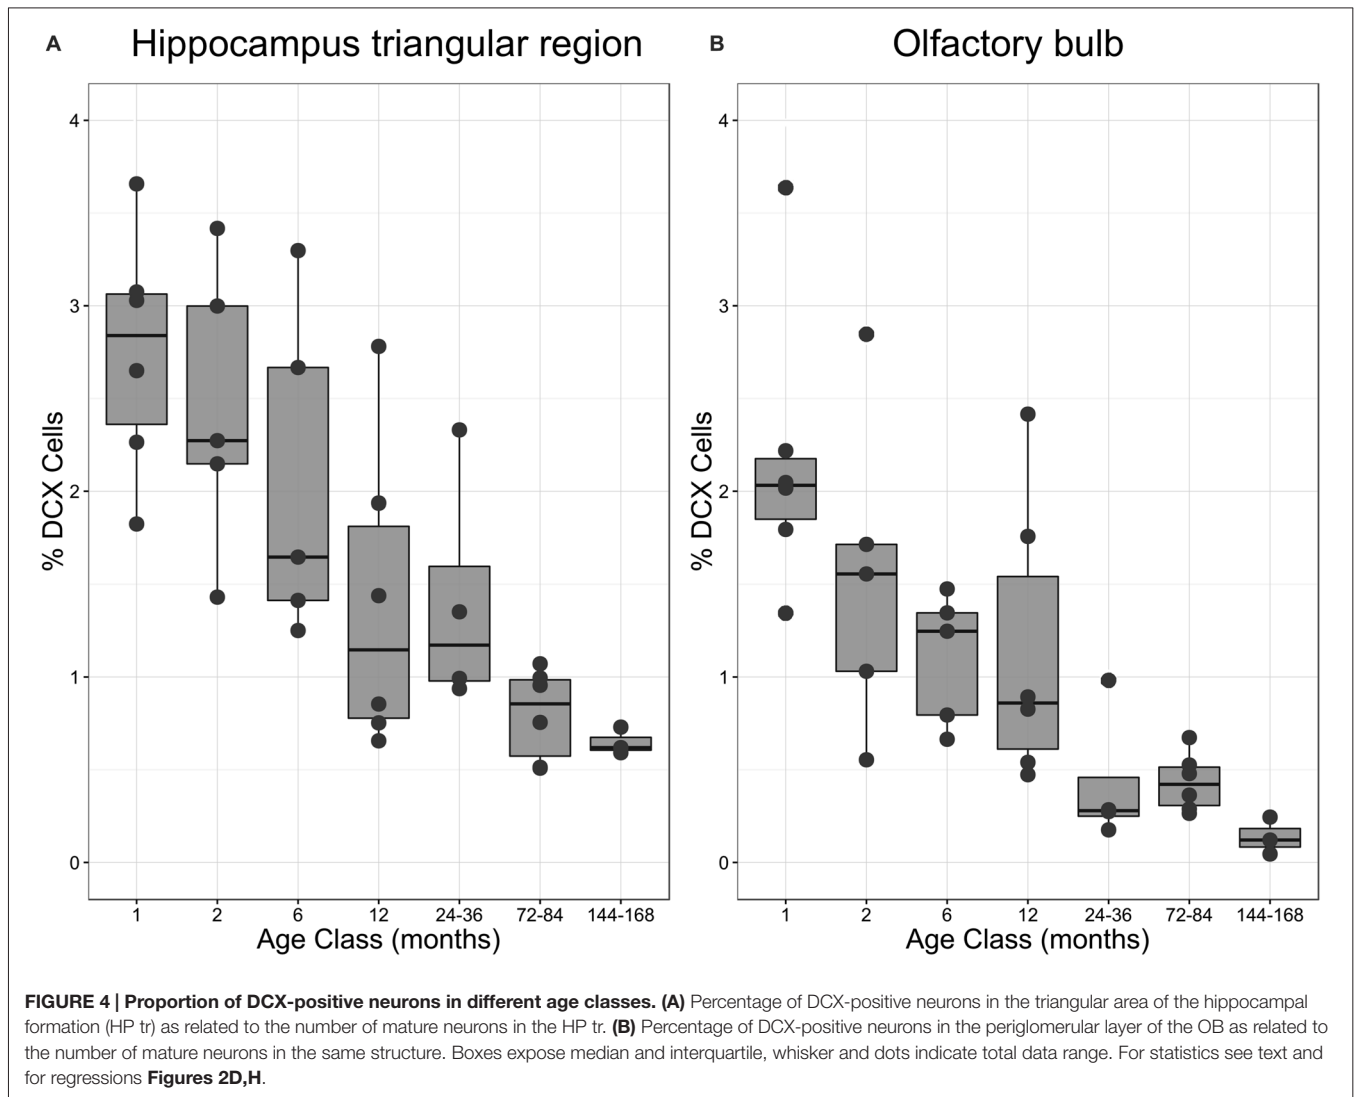 A
Hippocampus triangular region
4
3
2
1
0
% DCX Cells
1 2 6 12 24-36 72-84 144-168
Age Class (months)
B
Olfactory bulb
4
3
2
1
0
% DCX Cells
1 2 6 12 24-36 72-84 144-168
Age Class (months)
FIGURE 4 | Proportion of DCX-positive neurons in different age classes. (A) Percentage of DCX-positive neurons in the triangular area of the hippocampal
formation (HP tr) as related to the number of mature neurons in the HP tr. (B) Percentage of DCX-positive neurons in the periglomerular layer of the OB as related to
the number of mature neurons in the same structure. Boxes expose median and interquartile, whisker and dots indicate total data range. For statistics see text and
for regressions Figures 2D,H.